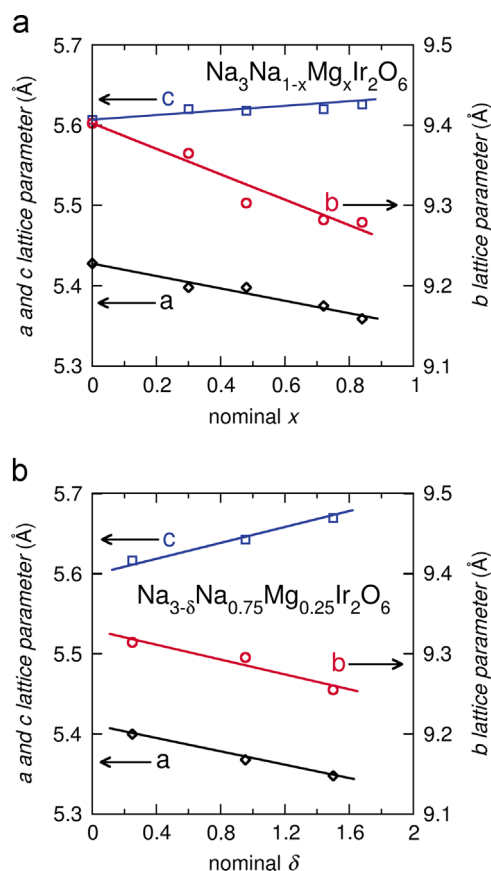 a
5.7
5.6
5.5
5.4
5.3
a and c lattice parameter (Å)
9.5
9.4
9.3
9.2
9.1
b lattice parameter (Å)
Na₃Na₁₋ₓMgₓIr₂O₆
c
b
a
0 0.2 0.4 0.6 0.8 1
nominal x
b
5.7
5.6
5.5
5.4
5.3
a and c lattice parameter (Å)
9.5
9.4
9.3
9.2
9.1
b lattice parameter (Å)
c
Na3-δNa0.75Mg0.25Ir2O6
b
a
0 0.4 0.8 1.2 1.6 2
nominal δ